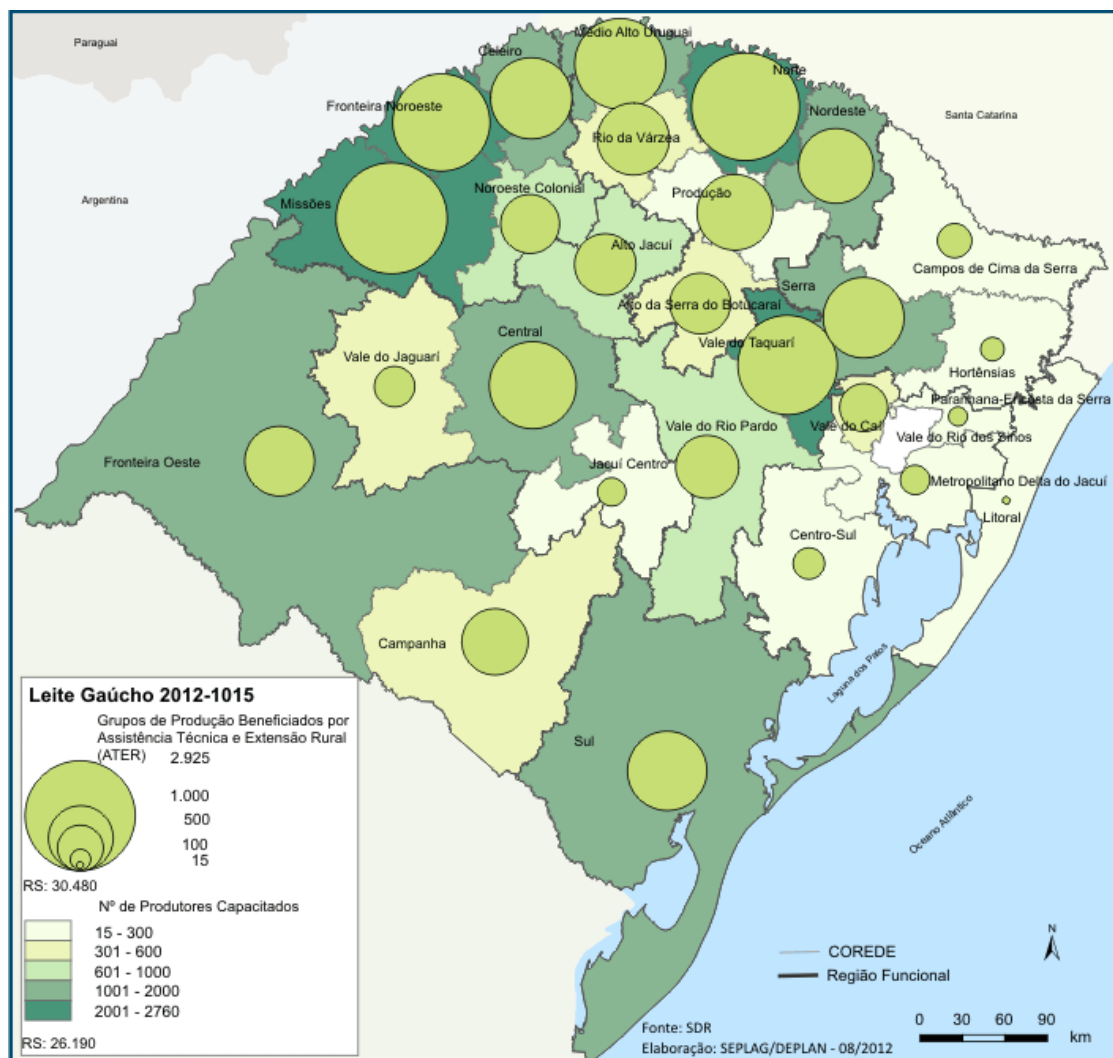 Paraguai
Médio Alto Uruguai
Celeiro
Norte
Fronteira Noroeste
Nordeste
Santa Catarina
Rio da Várzea
Argentina
Noroeste Colonial
Produção
Missões
Alto Jacuí
Campos de Cima da Serra
Serra
Alto da Serra do Botucaraí
Central
Vale do Taquarí
Vale do Jaguarí
Hortênsias
Paranhana-Encosta da Serra
Vale do Rio Pardo
Vale do Caí
Vale do Rio dos Sinos
Fronteira Oeste
Jacuí Centro
Metropolitano Delta do Jacuí
Litoral
Centro-Sul
Campanha
Laguna dos Patos
Sul
Oceano Atlântico
Leite Gaúcho 2012-1015
Grupos de Produção Beneficiados por
Assistência Técnica e Extensão Rural
(ATER)
2.925
1.000
500
100
15
RS: 30.480
Nº de Produtores Capacitados
15 - 300
301 - 600
601 - 1000
1001 - 2000
2001 - 2760
RS: 26.190
COREDE
Região Funcional
N
Fonte: SDR
Elaboração: SEPLAG/DEPLAN - 08/2012
0 30 60 90
km